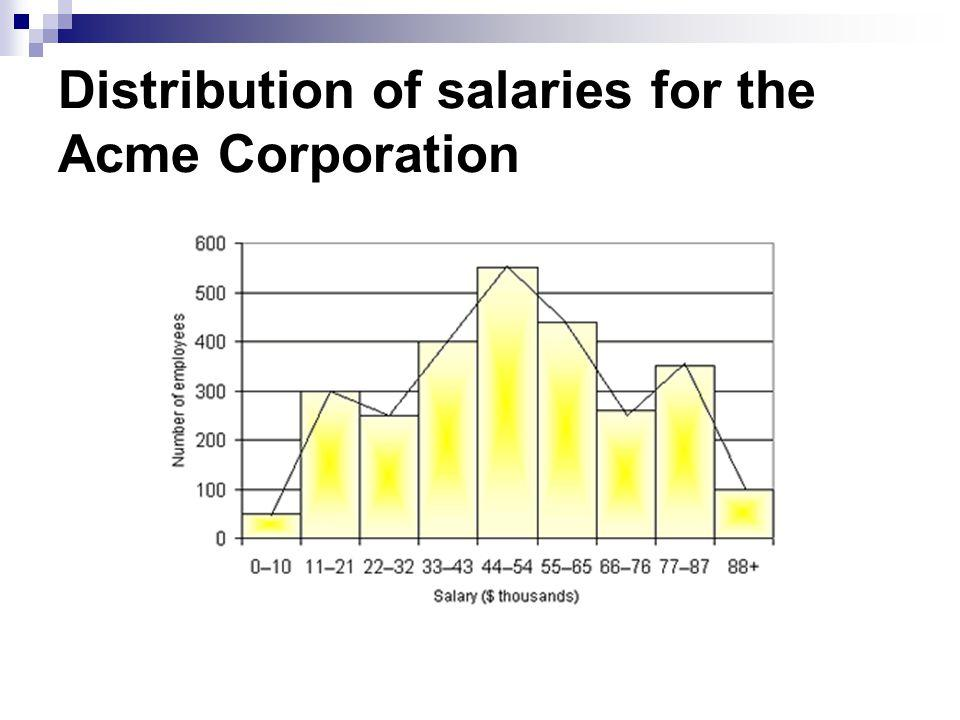 Distribution of salaries for the
Acme Corporation
600
500
400
300
200
100
0
Number of employees
0–10 11–21 22–32 33–43 44–54 55–65 66–76 77–87 88+
Salary ($ thousands)